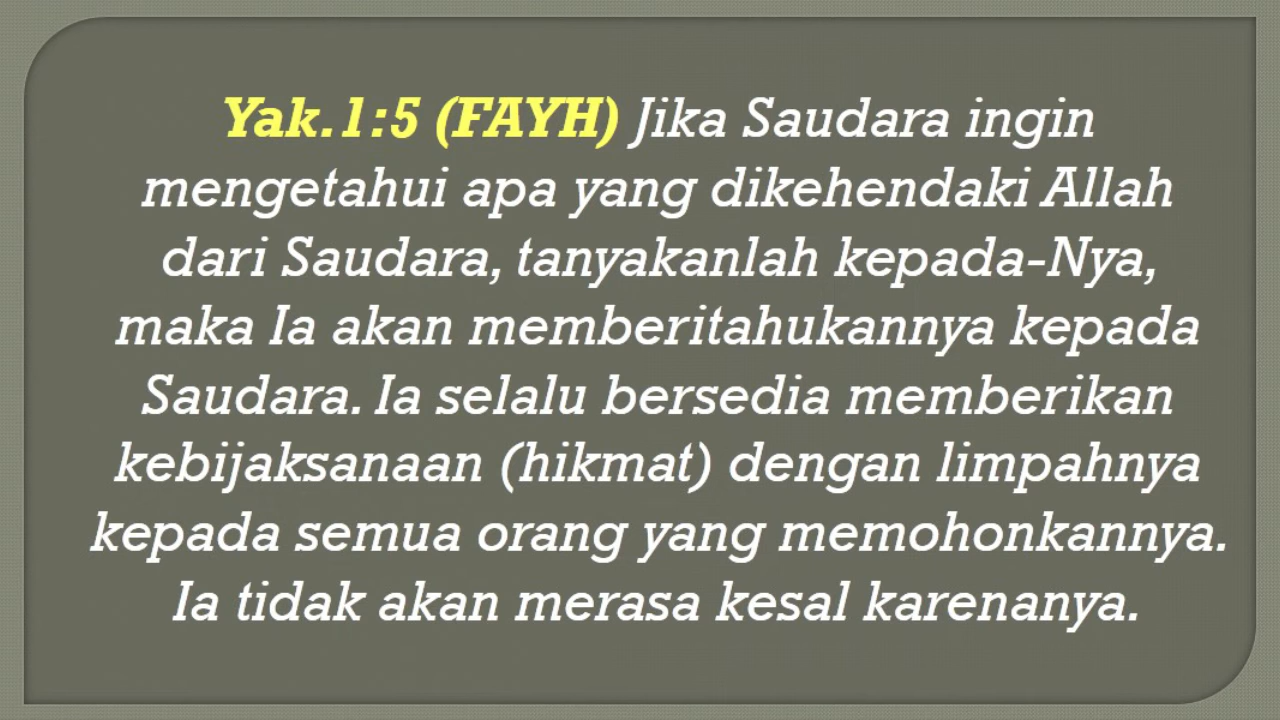 Yak.1:5 (FAYH) Jika Saudara ingin
mengetahui apa yang dikehendaki Allah
dari Saudara, tanyakanlah kepada-Nya,
maka Ia akan memberitahukannya kepada
Saudara. Ia selalu bersedia memberikan
kebijaksanaan (hikmat) dengan limpahnya
kepada semua orang yang memohonkannya.
Ia tidak akan merasa kesal karenanya.